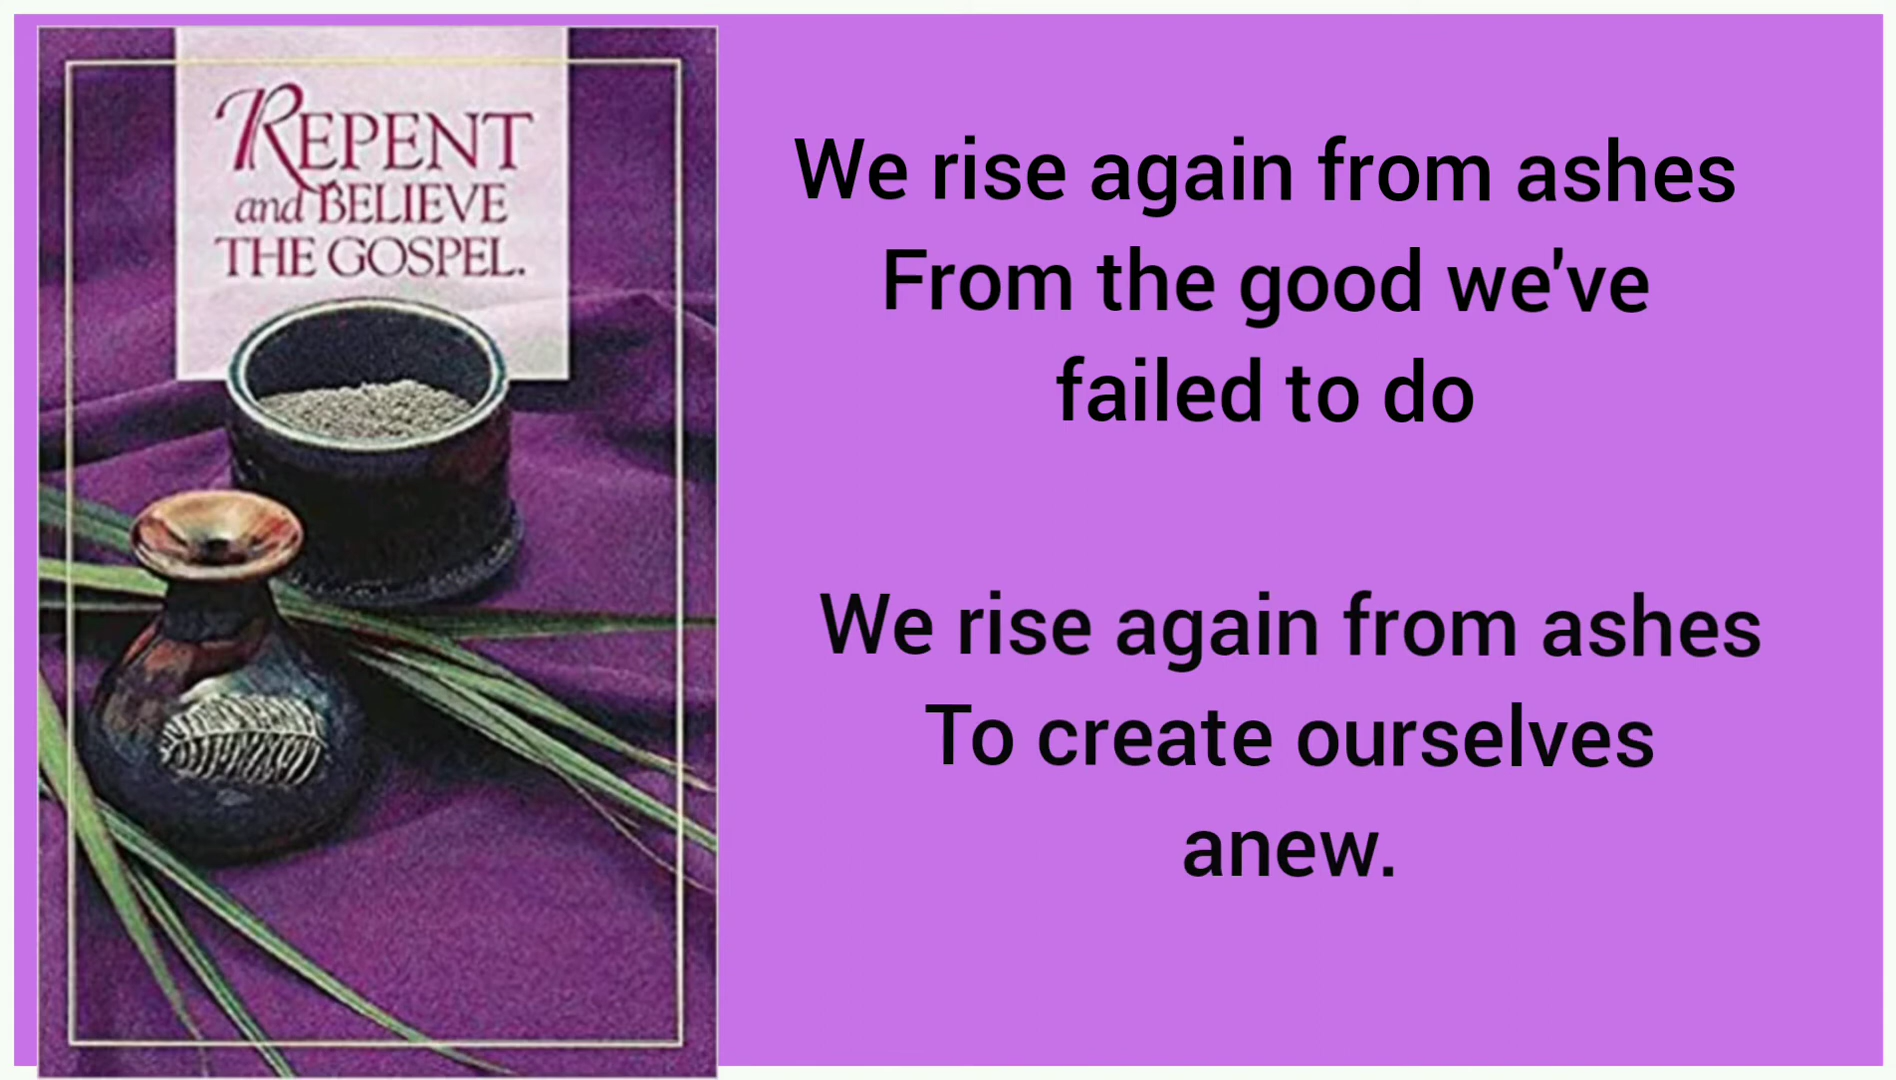 REPENT
and BELIEVE
THE GOSPEL.
We rise again from ashes
From the good we've
failed to do
We rise again from ashes
To create ourselves
anew.